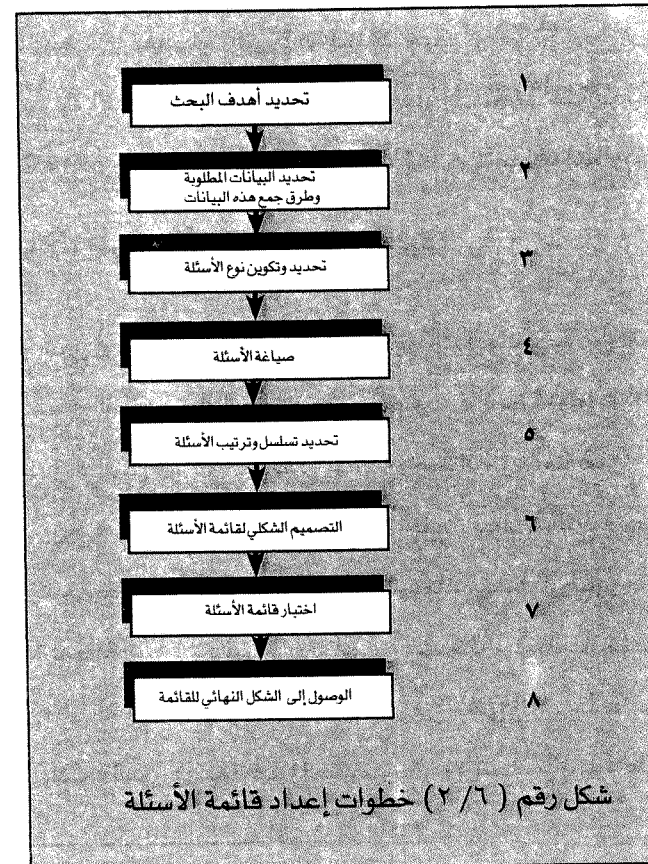 ١
تحديد أهدف البحث
٢
تحديد البيانات المطلوبة
وطرق جمع هذه البيانات
٣
تحديد وتكوين نوع الأسئلة
٤
صياغة الأسئلة
٥
تحديد تسلسل وترتيب الأسئلة
٦
التصميم الشكلي لقائمة الأسئلة
٧
اختبار قائمة الأسئلة
٨
الوصول إلى الشكل النهائي للقائمة
شكل رقم ( ٦ / ٢ ) خطوات إعداد قائمة الأسئلة